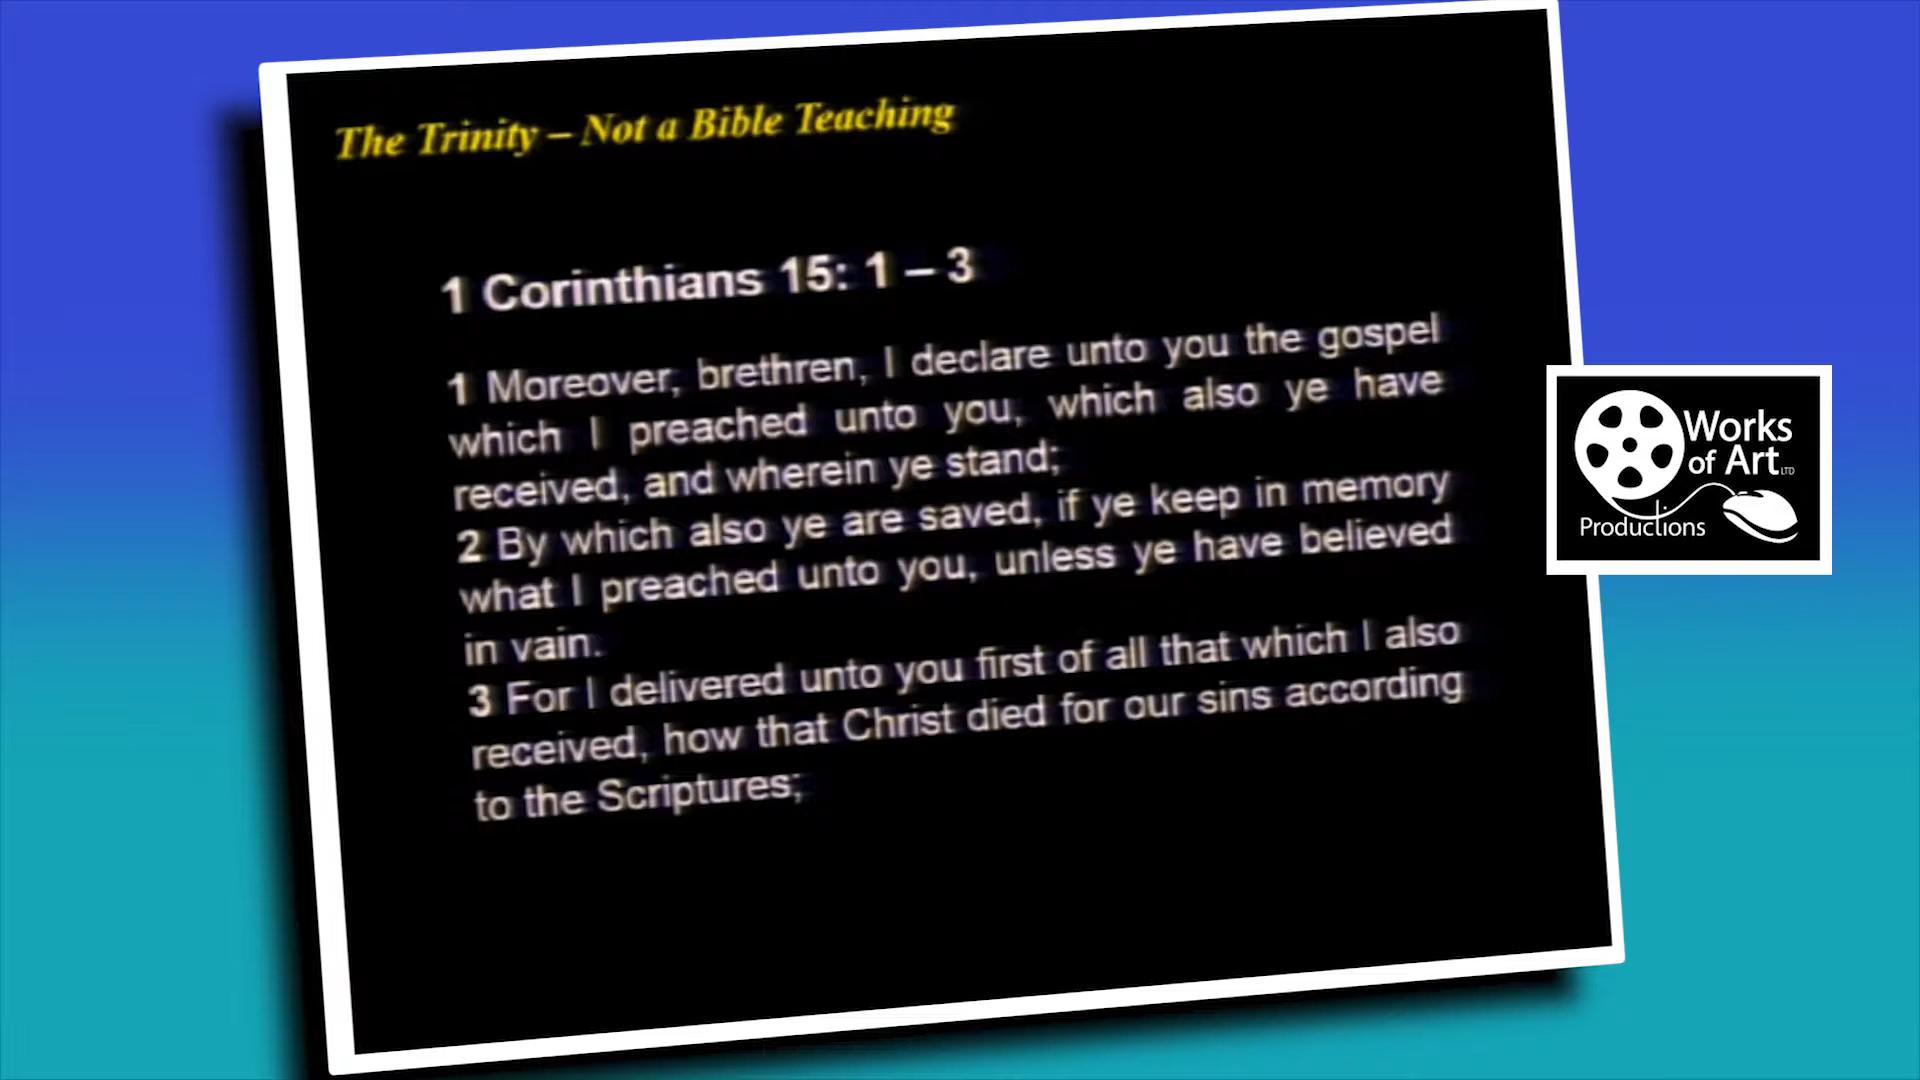 The Trinity – Not a Bible Teaching
1 Corinthians 15: 1 – 3
1 Moreover, brethren, I declare unto you the gospel
which I preached unto you, which also ye have
received, and wherein ye stand;
2 By which also ye are saved, if ye keep in memory
what I preached unto you, unless ye have believed
in vain.
3 For I delivered unto you first of all that which I also
received, how that Christ died for our sins according
to the Scriptures;
Works
of Art LTD
Productions